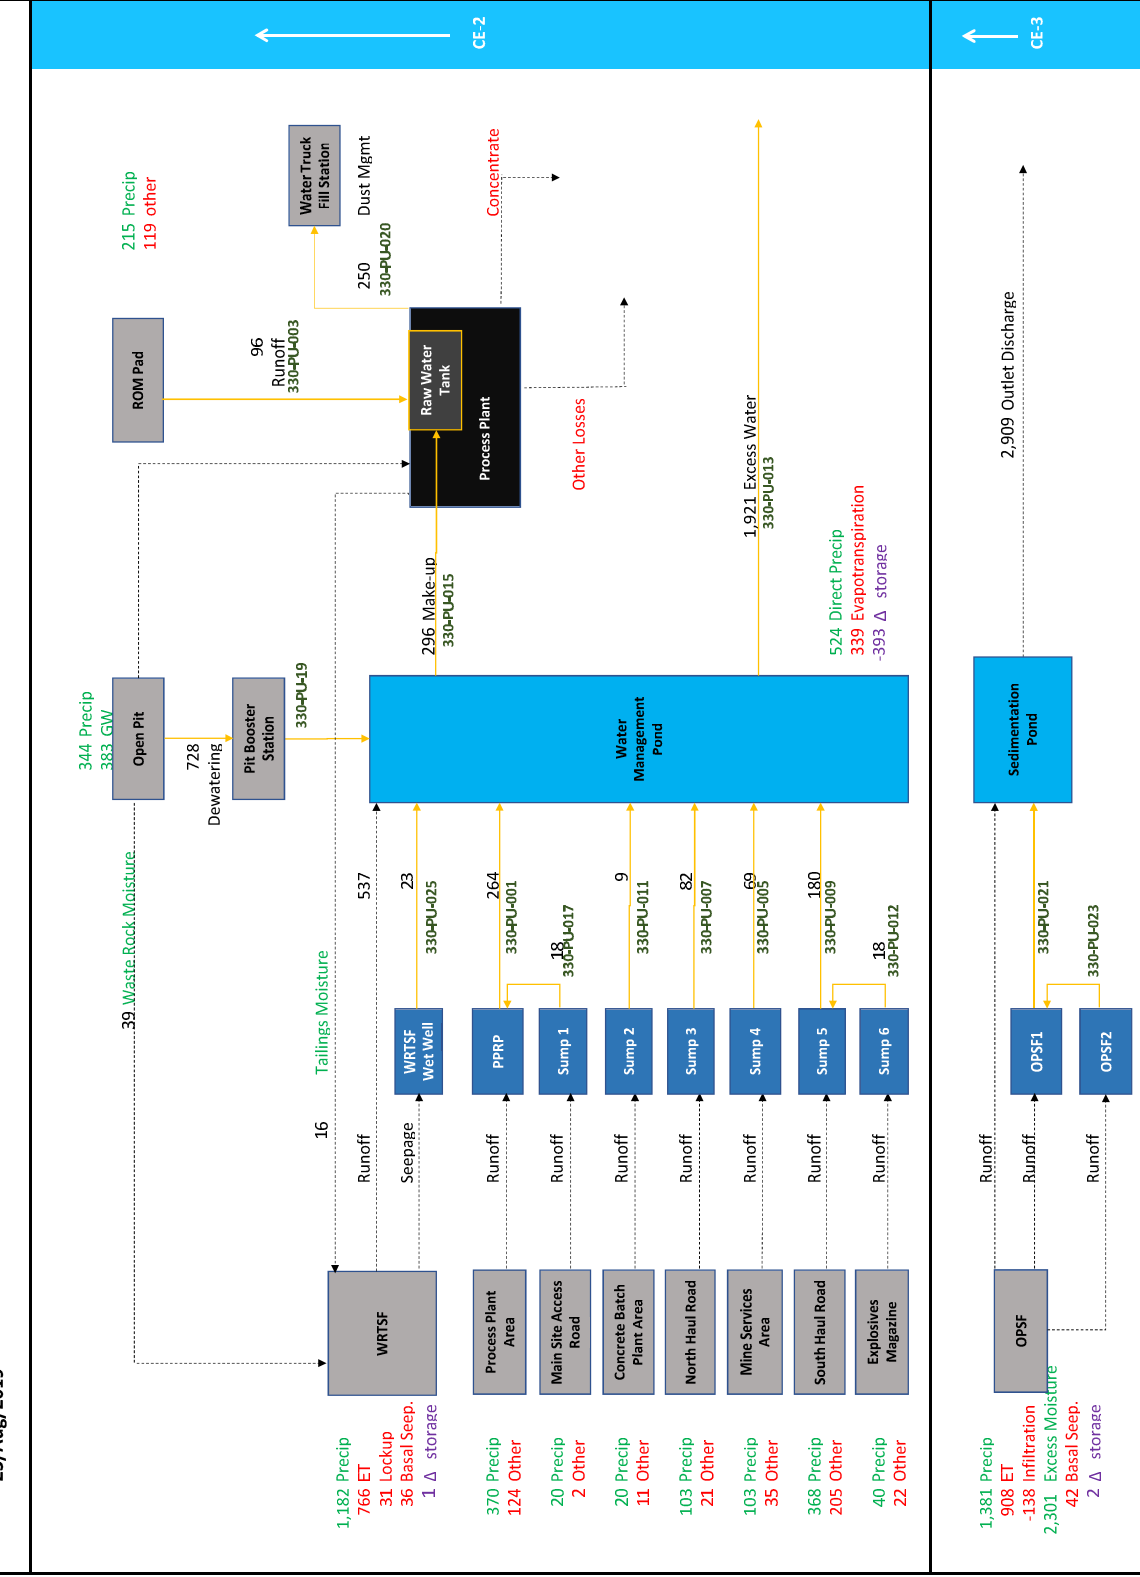 CE-2
CE-3
215 Precip
119 other
Water Truck
Fill Station
Dust Mgmt
250
330-PU-020
Concentrate
ROM Pad
96
Runoff
330-PU-003
Raw Water
Tank
Process Plant
Other Losses
344 Precip
383 GW
Open Pit
728
Dewatering
Pit Booster
Station
330-PU-19
296 Make-up
330-PU-015
1,921 Excess Water
330-PU-013
524 Direct Precip
339 Evapotranspiration
-393 Δ storage
Water
Management
Pond
39 Waste Rock Moisture
16
Tailings Moisture
Runoff
537
Seepage
WRTSF
Wet Well
23
330-PU-025
WRTSF
1,182 Precip
766 ET
31 Lockup
36 Basal Seep.
1 Δ storage
370 Precip
124 Other
Process Plant
Area
Runoff
PPRP
264
330-PU-001
20 Precip
2 Other
Main Site Access
Road
Runoff
Sump 1
18
330-PU-017
20 Precip
11 Other
Concrete Batch
Plant Area
Runoff
Sump 2
9
330-PU-011
103 Precip
21 Other
North Haul Road
Runoff
Sump 3
82
330-PU-007
103 Precip
35 Other
Mine Services
Area
Sump 4
69
330-PU-005
368 Precip
205 Other
South Haul Road
Runoff
Runoff
Sump 5
180
330-PU-009
40 Precip
22 Other
Explosives
Magazine
Runoff
Sump 6
18
330-PU-012
1,381 Precip
908 ET
-138 Infiltration
2,301 Excess Moisture
42 Basal Seep.
2 Δ storage
OPSF
Runoff
Runoff
Runoff
OPSF1
OPSF2
330-PU-021
330-PU-023
Sedimentation
Pond
2,909 Outlet Discharge